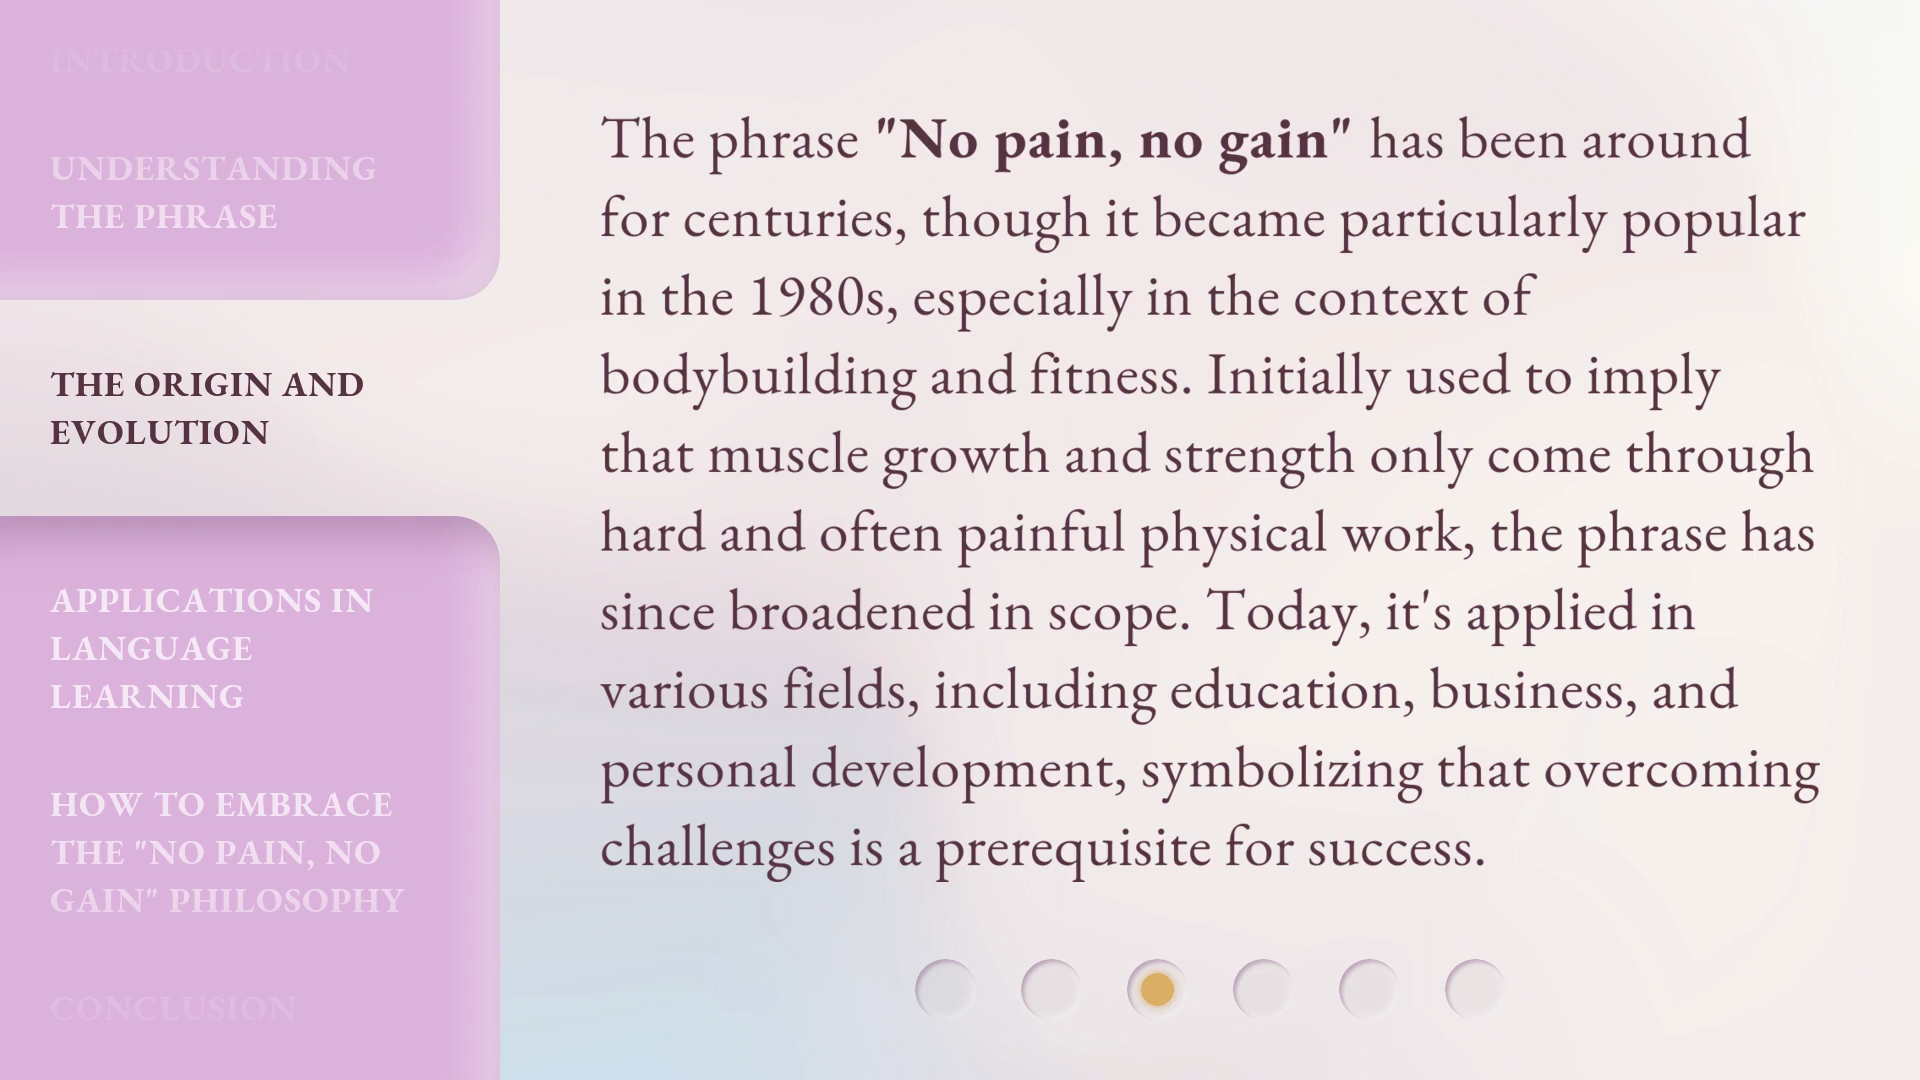 INTRODUCTION
UNDERSTANDING
THE PHRASE
THE ORIGIN AND
EVOLUTION
APPLICATIONS IN
LANGUAGE
LEARNING
HOW TO EMBRACE
THE "NO PAIN, NO
GAIN" PHILOSOPHY
CONCLUSION
The phrase "No pain, no gain" has been around
for centuries, though it became particularly popular
in the 1980s, especially in the context of
bodybuilding and fitness. Initially used to imply
that muscle growth and strength only come through
hard and often painful physical work, the phrase has
since broadened in scope. Today, it's applied in
various fields, including education, business, and
personal development, symbolizing that overcoming
challenges is a prerequisite for success.